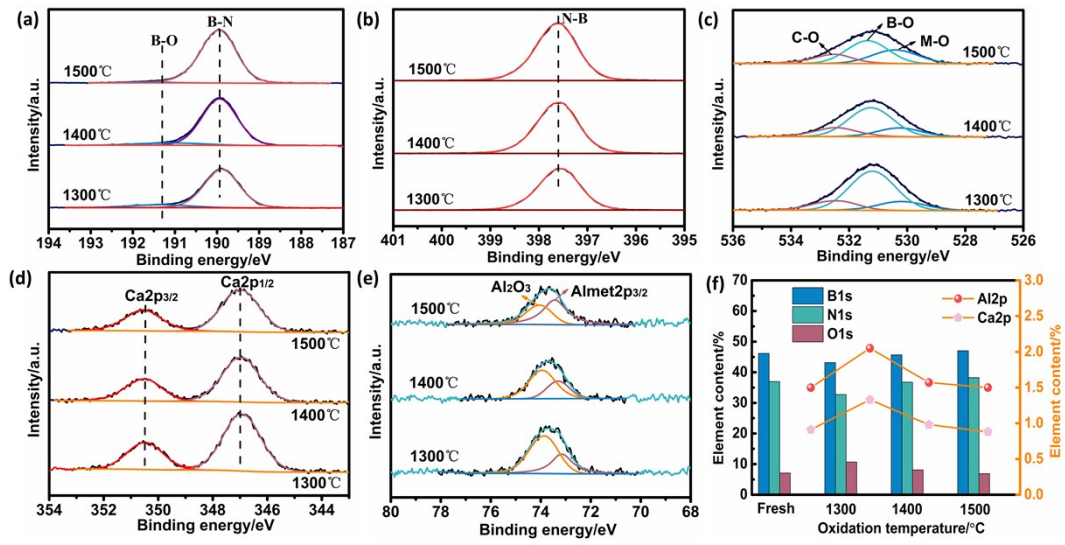 (a)
B-N
B-O
1500℃
1400℃
1300℃
Intensity/a.u.
194 193 192 191 190 189 188 187
Binding energy/eV
(b)
N-B
1500℃
1400℃
1300℃
Intensity/a.u.
401 400 399 398 397 396 395
Binding energy/eV
(c)
B-O
C-O
M-O
1500℃
1400℃
1300℃
Intensity/a.u.
536 534 532 530 528 526
Binding energy/eV
(d)
Ca2p3/2
Ca2p1/2
1500℃
1400℃
1300℃
Intensity/a.u.
354 352 350 348 346 344
Binding energy/eV
(e)
Al₂O₃
Almet2p3/2
1500℃
1400℃
1300℃
Intensity/a.u.
80 78 76 74 72 70 68
Binding energy/eV
(f)
B1s
N1s
O1s
Al2p
Ca2p
Element content/%
70
60
50
40
30
20
10
0
3.0
2.5
2.0
1.5
1.0
0.5
0.0
Element content/%
Fresh 1300 1400 1500
Oxidation temperature/°C